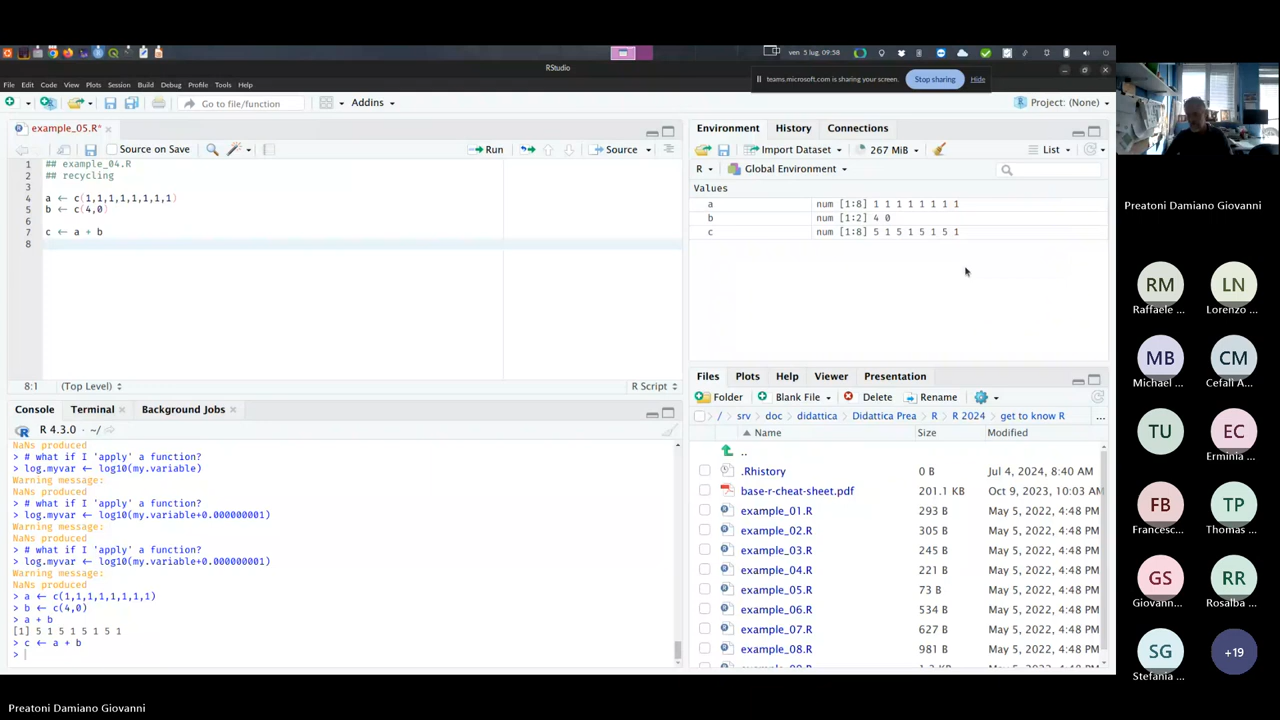 ven 5 lug, 09:58
RStudio
teams.microsoft.com is sharing your screen.
Stop sharing
Hide
File Edit Code View Plots Session Build Debug Profile Tools Help
Go to file/function
Addins
Project: (None)
example_05.R*
Source on Save
Run
Source
1 ## example_04.R
2 ## recycling
3
4 a ← c(1,1,1,1,1,1,1,1)
5 b ← c(4,0)
6
7 c ← a + b
8
8:1 (Top Level)
R Script
Environment History Connections
Import Dataset
267 MiB
List
R Global Environment
Values
a num [1:8] 1 1 1 1 1 1 1 1
b num [1:2] 4 0
c num [1:8] 5 1 5 1 5 1 5 1
Console Terminal Background Jobs
R 4.3.0 · ~/
NaNs produced
> # what if I 'apply' a function?
> log.myvar ← log10(my.variable)
Warning message:
NaNs produced
> # what if I 'apply' a function?
> log.myvar ← log10(my.variable+0.000000001)
Warning message:
NaNs produced
> # what if I 'apply' a function?
> log.myvar ← log10(my.variable+0.000000001)
Warning message:
NaNs produced
> a ← c(1,1,1,1,1,1,1,1)
> b ← c(4,0)
> a + b
[1] 5 1 5 1 5 1 5 1
> c ← a + b
>
Files Plots Help Viewer Presentation
Folder Blank File Delete Rename
/ srv doc didattica Didattica Prea R R 2024 get to know R ...
Name Size Modified
..
.Rhistory 0 B Jul 4, 2024, 8:40 AM
base-r-cheat-sheet.pdf 201.1 KB Oct 9, 2023, 10:03 AM
example_01.R 293 B May 5, 2022, 4:48 PM
example_02.R 305 B May 5, 2022, 4:48 PM
example_03.R 245 B May 5, 2022, 4:48 PM
example_04.R 221 B May 5, 2022, 4:48 PM
example_05.R 73 B May 5, 2022, 4:48 PM
example_06.R 534 B May 5, 2022, 4:48 PM
example_07.R 627 B May 5, 2022, 4:48 PM
example_08.R 981 B May 5, 2022, 4:48 PM
Preatoni Damiano Giovanni
RM LN
Raffaele ... Lorenzo ...
MB CM
Michael ... Cefalì A...
TU EC
Erminia ...
FB TP
Francesc... Thomas ...
GS RR
Giovann... Rosalba ...
SG +19
Stefania ...
Preatoni Damiano Giovanni